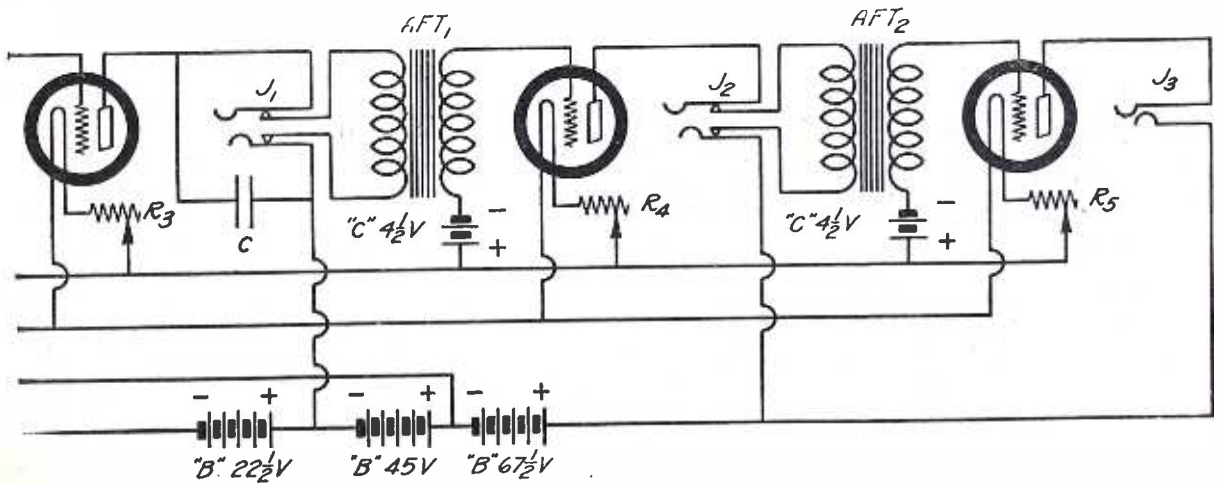 AFT₁
AFT₂
J₁
J₂
J₃
R₃
R₄
R₅
C
"C" 4½V
-
+
"C" 4½V
-
+
- +
- +
- +
"B" 22½V
"B" 45V
"B" 67½V